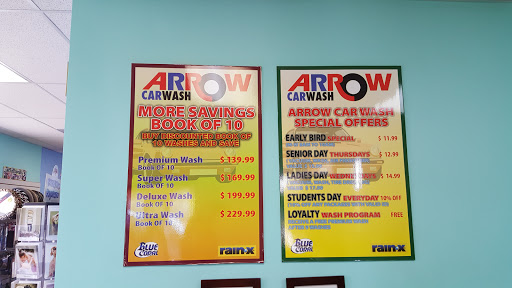 ARROW
CARWASH
MORE SAVINGS
BOOK OF 10
BUY DISCOUNTED BOOK OF
10 WASHES AND SAVE
Premium Wash $ 139.99
Book OF 10
Super Wash $ 169.99
Book OF 10
Deluxe Wash $ 199.99
Book OF 10
Ultra Wash $ 229.99
Book OF 10
BLUE CORAL
rain-x
ARROW
CARWASH
ARROW CAR WASH
SPECIAL OFFERS
EARLY BIRD SPECIAL $ 11.99
SENIOR DAY THURSDAYS $ 12.99
LADIES DAY WEDNESDAYS $ 14.99
STUDENTS DAY EVERYDAY 10% OFF
LOYALTY WASH PROGRAM FREE
BLUE CORAL
rain-x